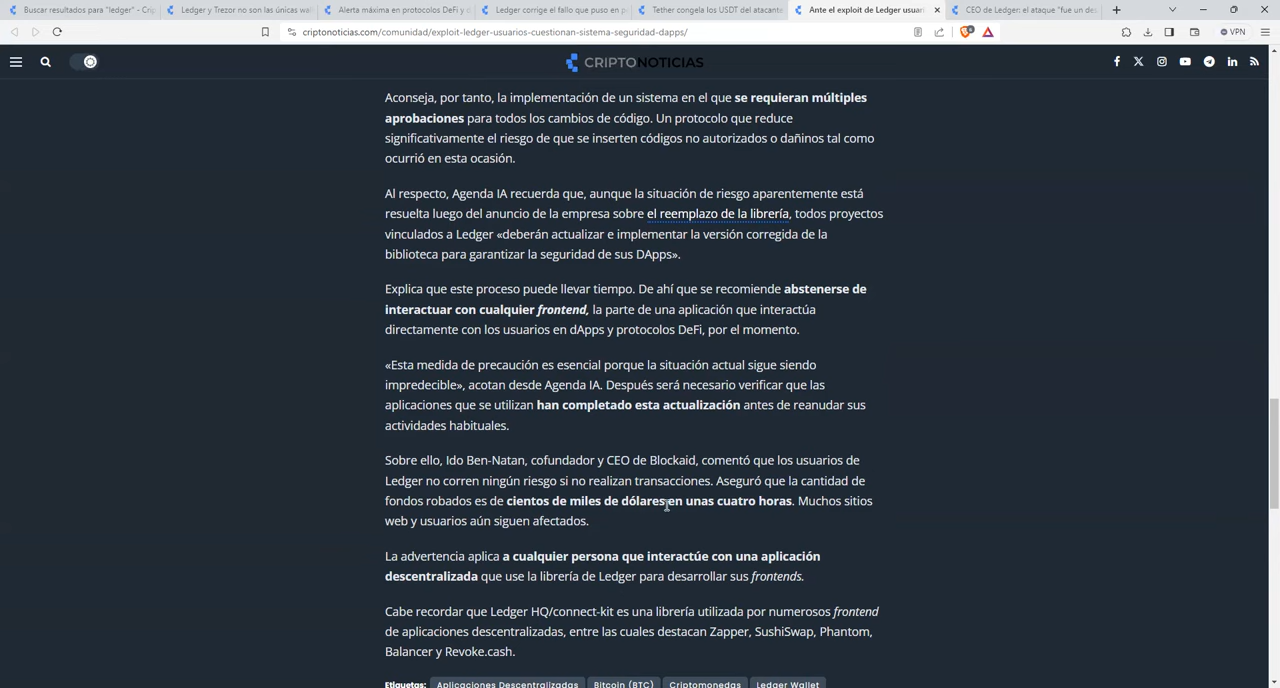 Buscar resultados para "ledger" - Crip
Ledger y Trezor no son las únicas wall
Alerta máxima en protocolos DeFi y d
Ledger corrige el fallo que puso en p
Tether congela los USDT del atacante
Ante el exploit de Ledger usuar
CEO de Ledger: el ataque "fue un des
criptonoticias.com/comunidad/exploit-ledger-usuarios-cuestionan-sistema-seguridad-dapps/
VPN
CRIPTONOTICIAS
Aconseja, por tanto, la implementación de un sistema en el que se requieran múltiples
aprobaciones para todos los cambios de código. Un protocolo que reduce
significativamente el riesgo de que se inserten códigos no autorizados o dañinos tal como
ocurrió en esta ocasión.
Al respecto, Agenda IA recuerda que, aunque la situación de riesgo aparentemente está
resuelta luego del anuncio de la empresa sobre el reemplazo de la librería, todos proyectos
vinculados a Ledger «deberán actualizar e implementar la versión corregida de la
biblioteca para garantizar la seguridad de sus DApps».
Explica que este proceso puede llevar tiempo. De ahí que se recomiende abstenerse de
interactuar con cualquier frontend, la parte de una aplicación que interactúa
directamente con los usuarios en dApps y protocolos DeFi, por el momento.
«Esta medida de precaución es esencial porque la situación actual sigue siendo
impredecible», acotan desde Agenda IA. Después será necesario verificar que las
aplicaciones que se utilizan han completado esta actualización antes de reanudar sus
actividades habituales.
Sobre ello, Ido Ben-Natan, cofundador y CEO de Blockaid, comentó que los usuarios de
Ledger no corren ningún riesgo si no realizan transacciones. Aseguró que la cantidad de
fondos robados es de cientos de miles de dólares en unas cuatro horas. Muchos sitios
web y usuarios aún siguen afectados.
La advertencia aplica a cualquier persona que interactúe con una aplicación
descentralizada que use la librería de Ledger para desarrollar sus frontends.
Cabe recordar que Ledger HQ/connect-kit es una librería utilizada por numerosos frontend
de aplicaciones descentralizadas, entre las cuales destacan Zapper, SushiSwap, Phantom,
Balancer y Revoke.cash.
Etiquetas: Aplicaciones Descentralizadas Bitcoin (BTC) Criptomonedas Ledger Wallet